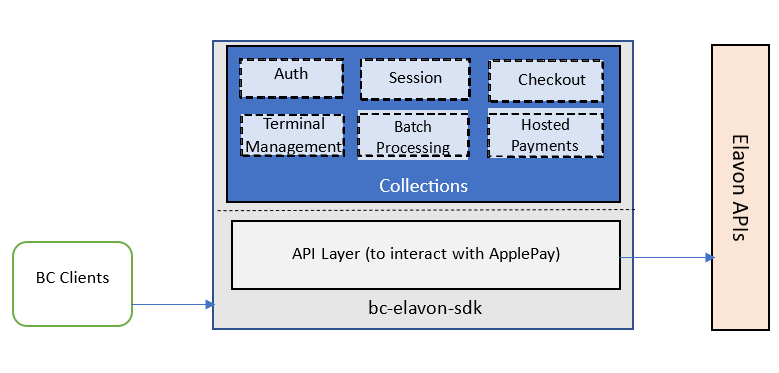 Auth
Session
Checkout
Terminal
Management
Batch
Processing
Hosted
Payments
Collections
API Layer (to interact with ApplePay)
bc-elavon-sdk
BC Clients
Elavon APIs